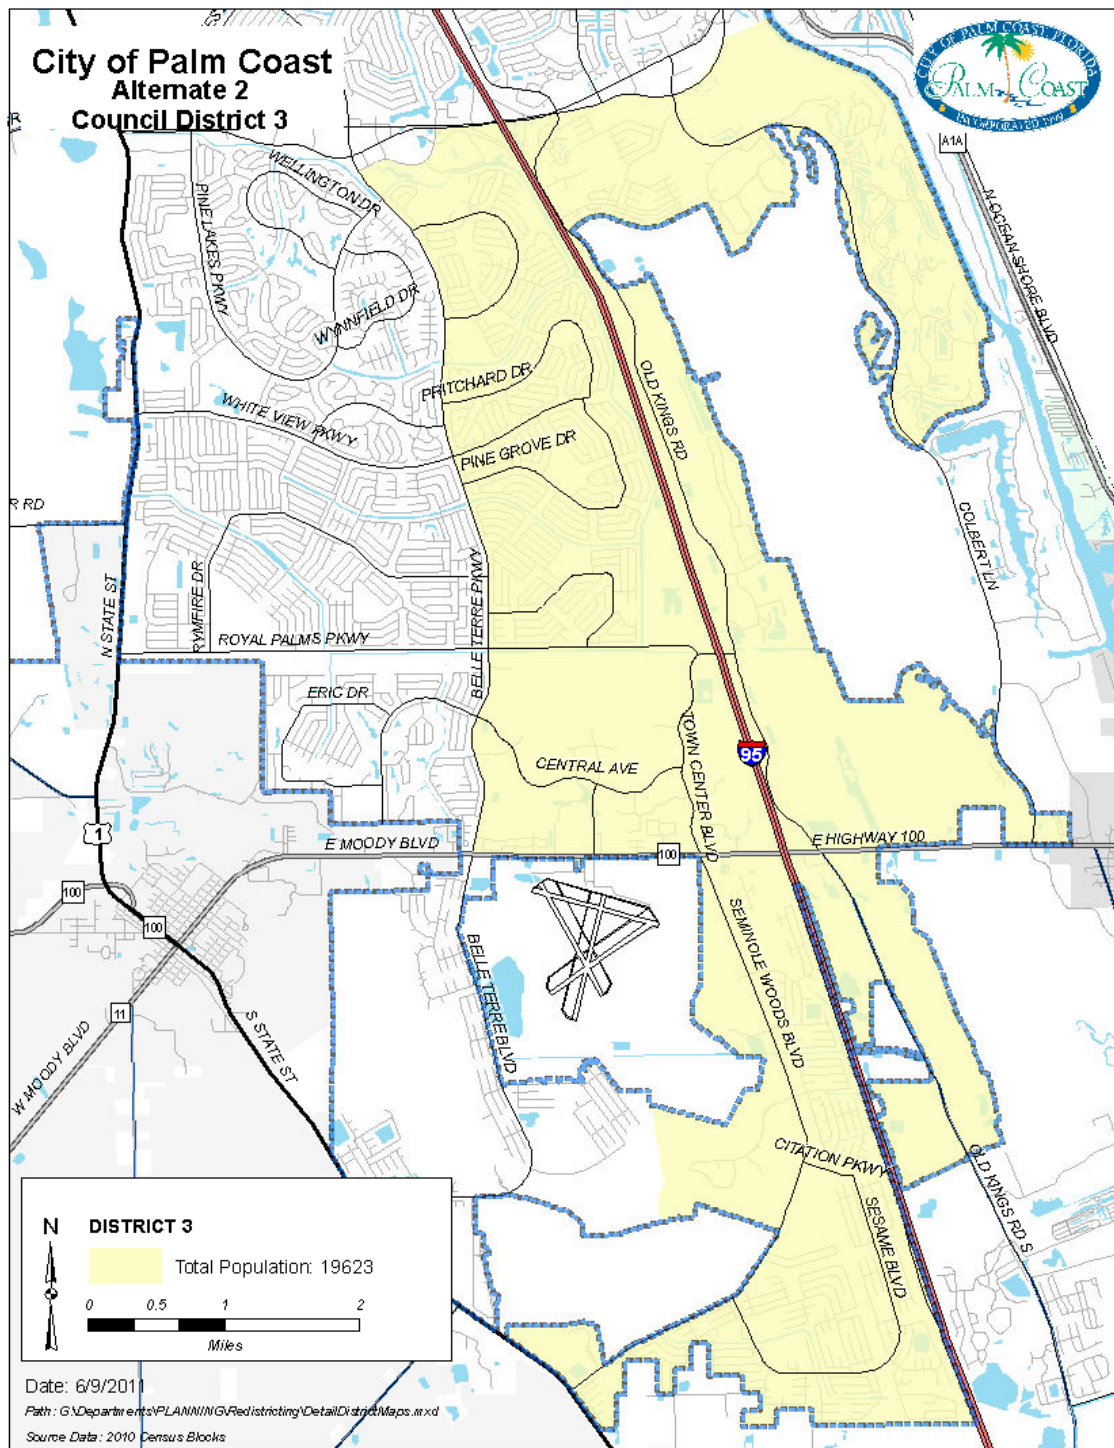 City of Palm Coast
Alternate 2
Council District 3
CITY OF PALM COAST, FLORIDA
PALM COAST
INCORPORATED 1999
A1A
N OCEAN SHORE BLVD
WELLINGTON DR
PINE LAKES PKWY
WYNNFIELD DR
PRITCHARD DR
OLD KINGS RD
WHITE VIEW PKWY
PINE GROVE DR
R RD
COLBERT LN
N STATE ST
RYMFIRE DR
BELLE TERRE PKWY
ROYAL PALMS PKWY
ERIC DR
TOWN CENTER BLVD
95
CENTRAL AVE
1
E MOODY BLVD
E HIGHWAY 100
100
100
100
SEMINOLE WOODS BLVD
BELLE TERRE BLVD
11
W MOODY BLVD
S STATE ST
CITATION PKWY
OLD KINGS RD S
SESAME BLVD
N
DISTRICT 3
Total Population: 19623
0 0.5 1 2
Miles
Date: 6/9/2011
Path: G:\Departments\PLANNING\Redistricting\DetailDistrictMaps.mxd
Source Data: 2010 Census Blocks